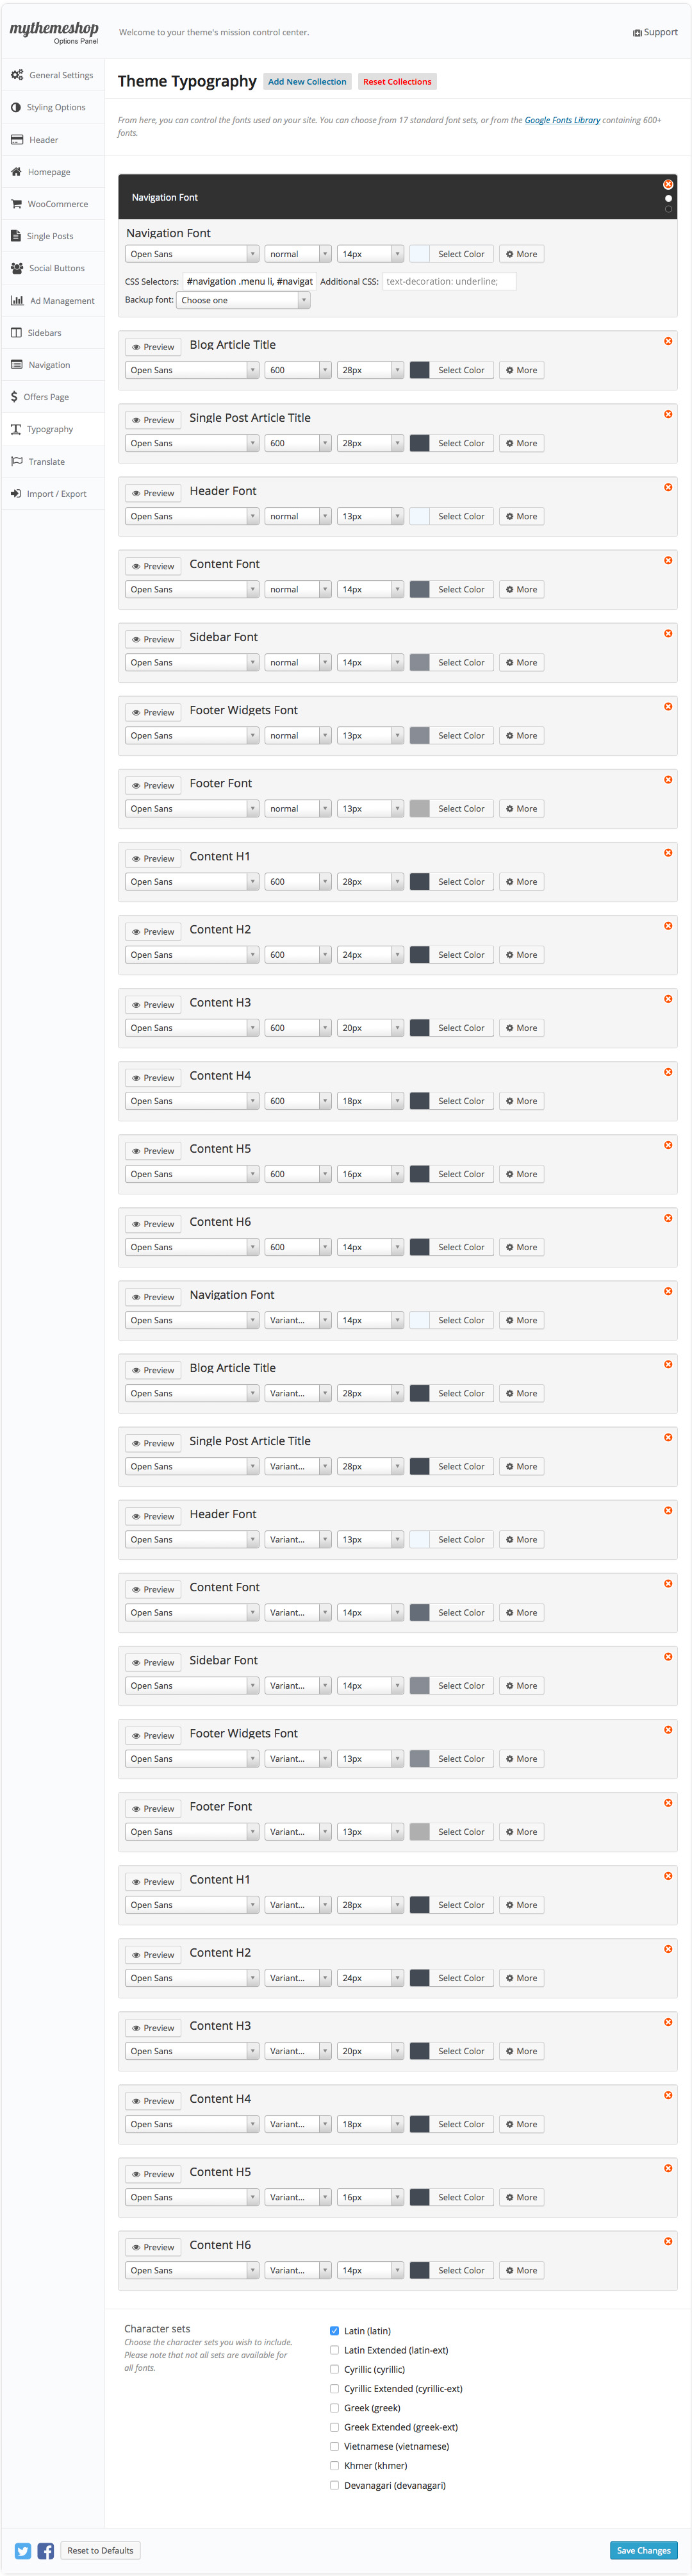 mythemeshop
Options Panel
Welcome to your theme's mission control center.
Support
General Settings
Styling Options
Header
Homepage
WooCommerce
Single Posts
Social Buttons
Ad Management
Sidebars
Navigation
Offers Page
Typography
Translate
Import / Export
Theme Typography Add New Collection Reset Collections
From here, you can control the fonts used on your site. You can choose from 17 standard font sets, or from the Google Fonts Library containing 600+
fonts.
Navigation Font
Navigation Font
Open Sans normal 14px Select Color More
CSS Selectors: #navigation .menu li, #navigat Additional CSS: text-decoration: underline;
Backup font: Choose one
Preview Blog Article Title
Open Sans 600 28px Select Color More
Preview Single Post Article Title
Open Sans 600 28px Select Color More
Preview Header Font
Open Sans normal 13px Select Color More
Preview Content Font
Open Sans normal 14px Select Color More
Preview Sidebar Font
Open Sans normal 14px Select Color More
Preview Footer Widgets Font
Open Sans normal 13px Select Color More
Preview Footer Font
Open Sans normal 13px Select Color More
Preview Content H1
Open Sans 600 28px Select Color More
Preview Content H2
Open Sans 600 24px Select Color More
Preview Content H3
Open Sans 600 20px Select Color More
Preview Content H4
Open Sans 600 18px Select Color More
Preview Content H5
Open Sans 600 16px Select Color More
Preview Content H6
Open Sans 600 14px Select Color More
Preview Navigation Font
Open Sans Variant... 14px Select Color More
Preview Blog Article Title
Open Sans Variant... 28px Select Color More
Preview Single Post Article Title
Open Sans Variant... 28px Select Color More
Preview Header Font
Open Sans Variant... 13px Select Color More
Preview Content Font
Open Sans Variant... 14px Select Color More
Preview Sidebar Font
Open Sans Variant... 14px Select Color More
Preview Footer Widgets Font
Open Sans Variant... 13px Select Color More
Preview Footer Font
Open Sans Variant... 13px Select Color More
Preview Content H1
Open Sans Variant... 28px Select Color More
Preview Content H2
Open Sans Variant... 24px Select Color More
Preview Content H3
Open Sans Variant... 20px Select Color More
Preview Content H4
Open Sans Variant... 18px Select Color More
Preview Content H5
Open Sans Variant... 16px Select Color More
Preview Content H6
Open Sans Variant... 14px Select Color More
Character sets
Choose the character sets you wish to include.
Please note that not all sets are available for
all fonts.
Latin (latin)
Latin Extended (latin-ext)
Cyrillic (cyrillic)
Cyrillic Extended (cyrillic-ext)
Greek (greek)
Greek Extended (greek-ext)
Vietnamese (vietnamese)
Khmer (khmer)
Devanagari (devanagari)
Reset to Defaults
Save Changes